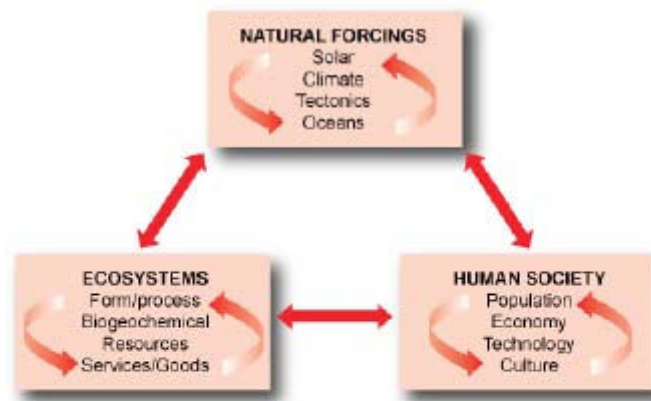 NATURAL FORCINGS
Solar
Climate
Tectonics
Oceans
ECOSYSTEMS
Form/process
Biogeochemical
Resources
Services/Goods
HUMAN SOCIETY
Population
Economy
Technology
Culture